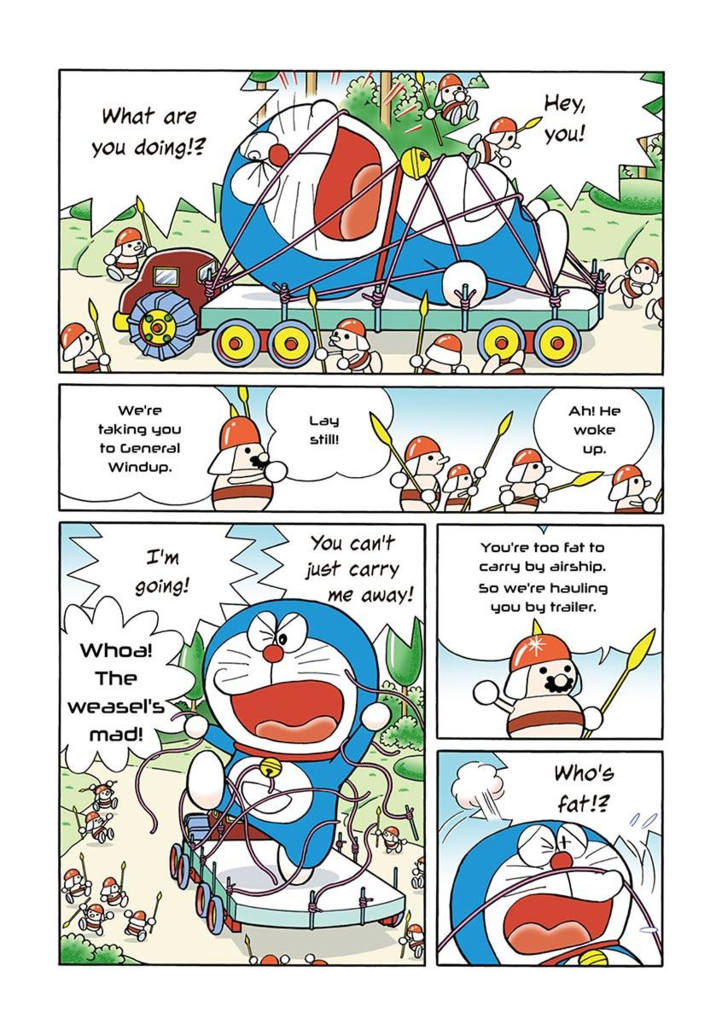 Hey,
you!
What are
you doing!?
Ah! He
woke
up.
Lay
still!
We're
taking you
to General
Windup.
You're too fat to
carry by airship.
So we're hauling
you by trailer.
Who's
fat!?
You can't
just carry
me away!
I'm
going!
Whoa!
The
weasel's
mad!